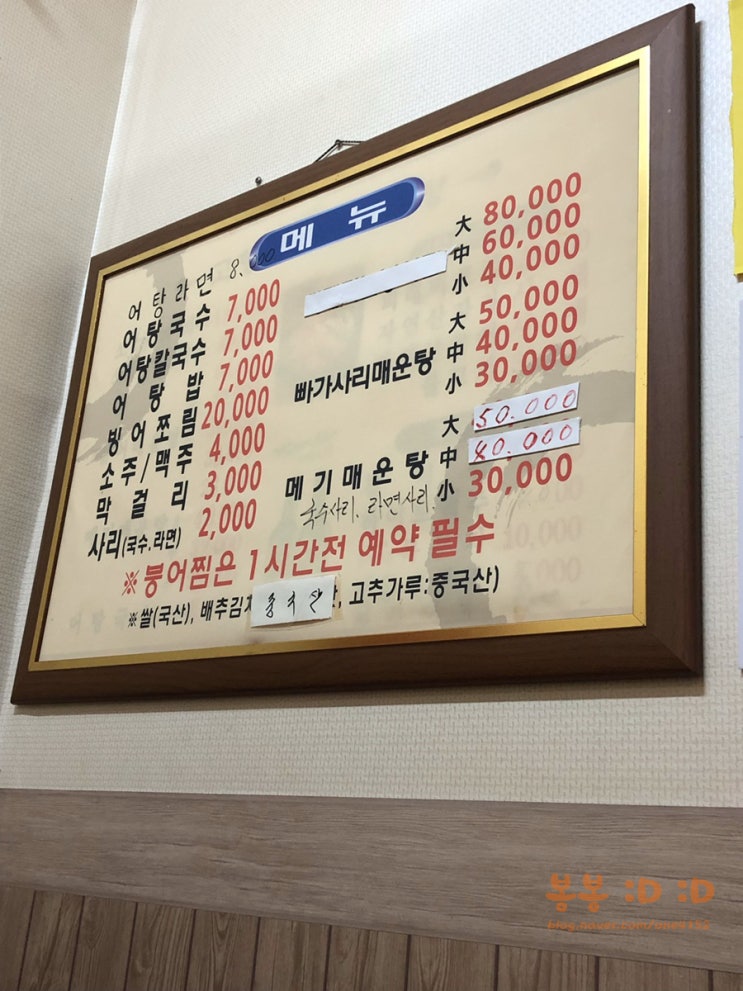 메 뉴
어 탕 라 면 8,000
어 탕 국 수 7,000
어탕칼국수 7,000
어 탕 밥 7,000
빙 어 쪼 림 20,000
소 주 / 맥 주 4,000
막 걸 리 3,000
사리(국수.라면) 2,000
大 80,000
中 60,000
小 40,000
빠가사리매운탕
大 50,000
中 40,000
小 30,000
메 기 매 운 탕
大 50.000
中 40.000
小 30,000
국수사리. 라면사리.
※붕어찜은 1시간전 예약 필수
※쌀(국산), 배추김치 중국산, 고추가루:중국산)
봉봉 :D :D